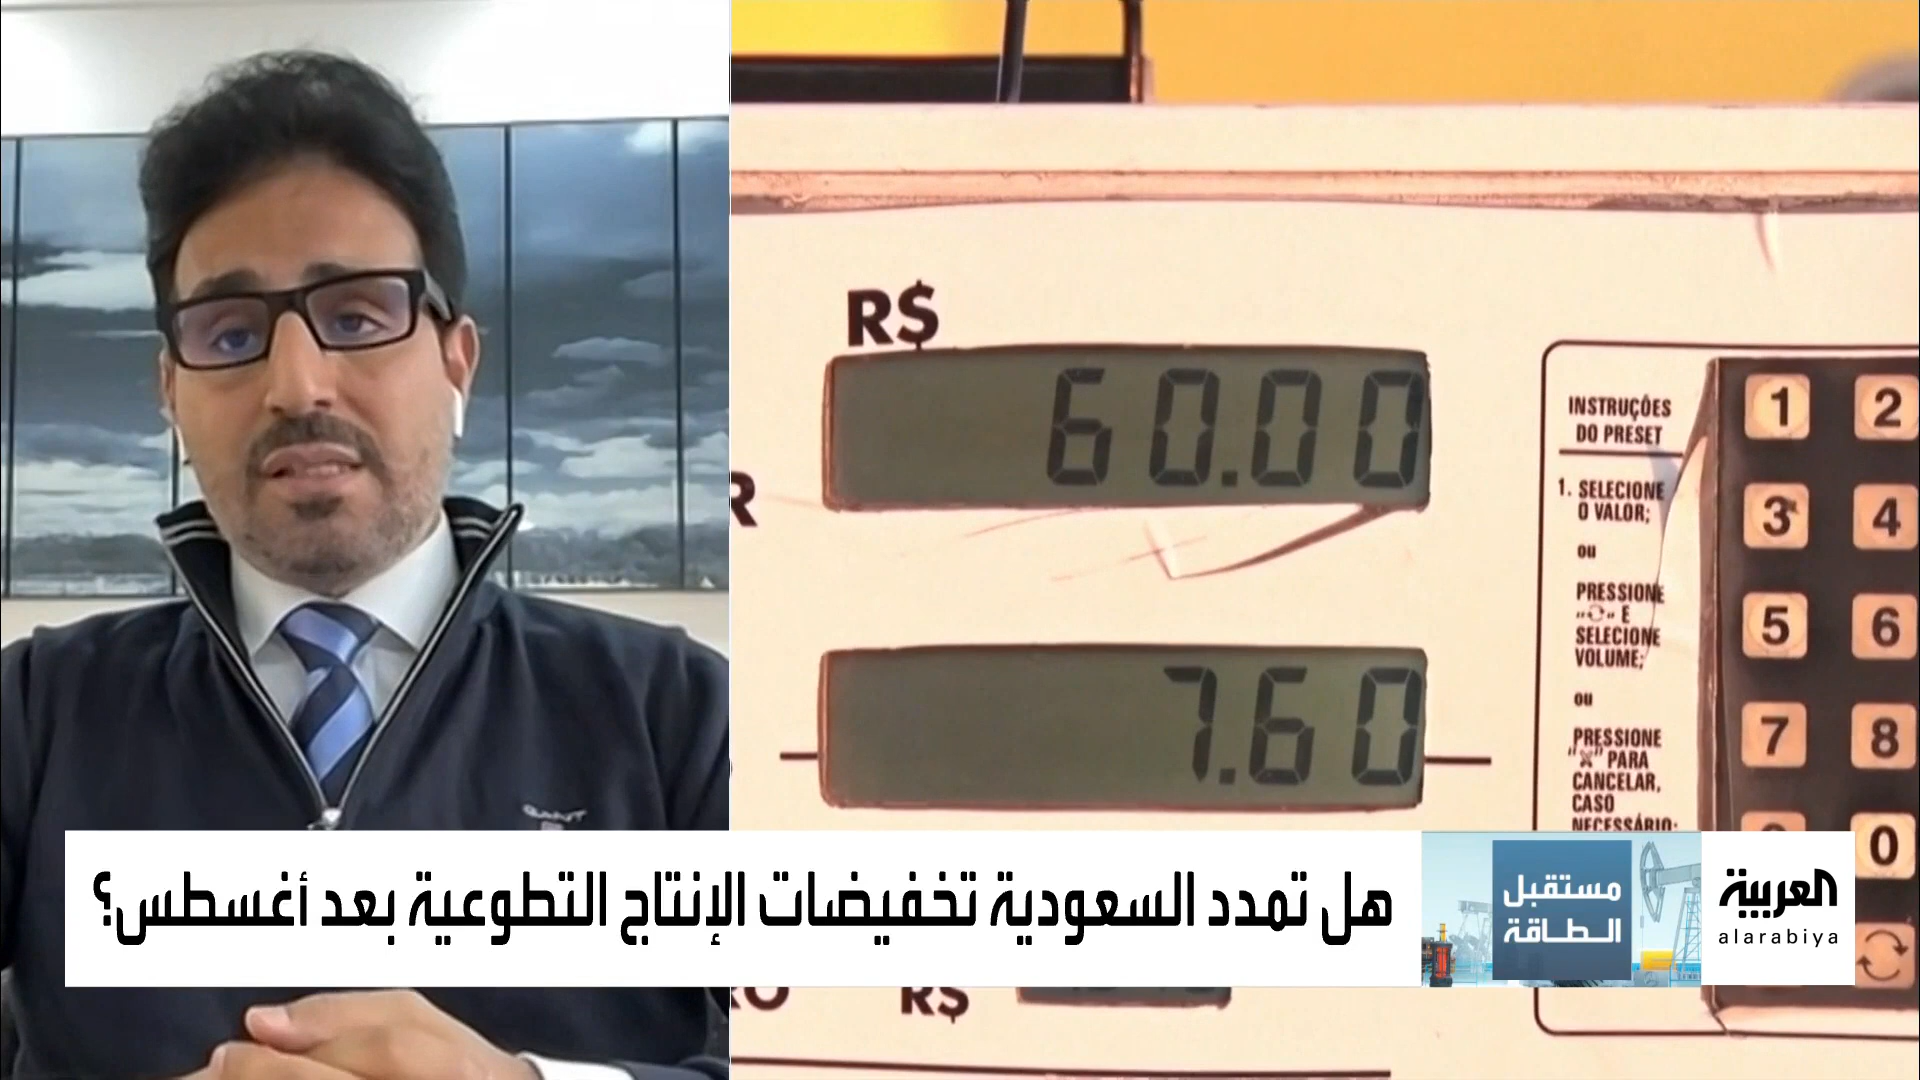 R$
60.00
R
7.60
INSTRUÇÕES
DO PRESET
1. SELECIONE
O VALOR;
ou
PRESSIONE
E
SELECIONE
VOLUME;
ou
PRESSIONE
PARA
CANCELAR,
CASO
NECESSÁRIO;
1 2
3 4
5 6
7 8
0
GANT
هل تمدد السعودية تخفيضات الإنتاج التطوعية بعد أغسطس؟
مستقبل
الطاقة
العربية
alarabiya
R$